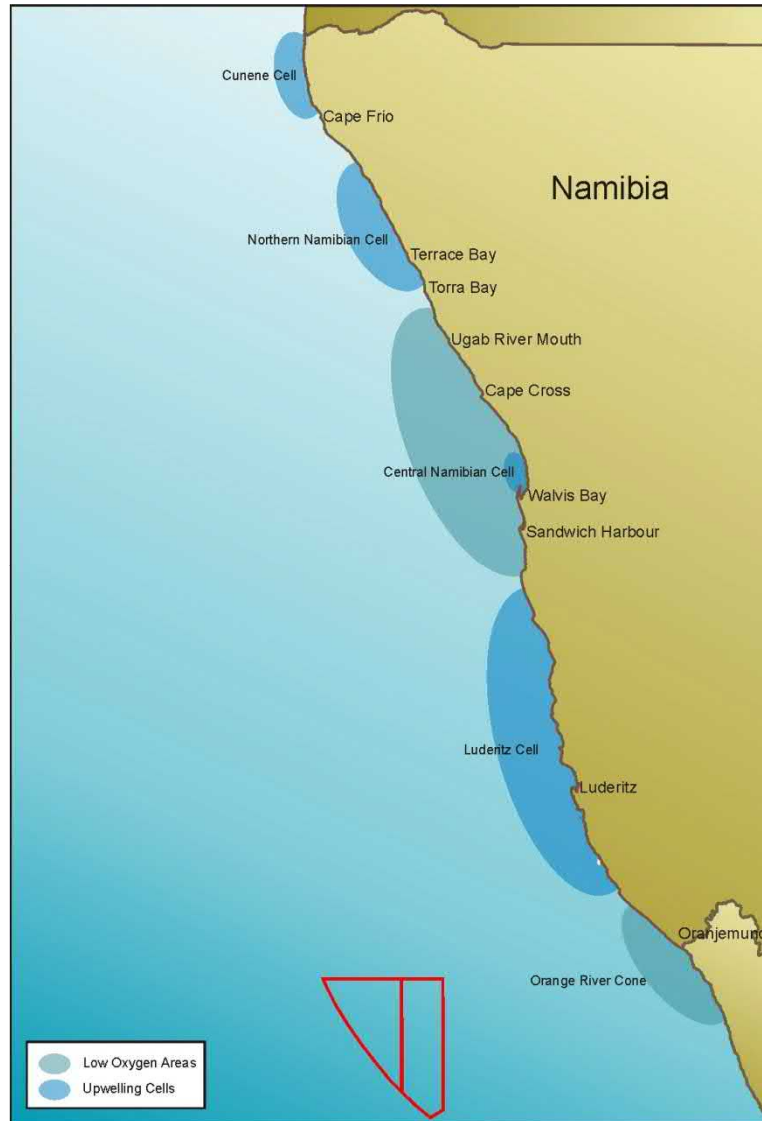 Cunene Cell
Cape Frio
Namibia
Northern Namibian Cell
Terrace Bay
Torra Bay
Ugab River Mouth
Cape Cross
Central Namibian Cell
Walvis Bay
Sandwich Harbour
Luderitz Cell
Luderitz
Oranjemund
Orange River Cone
Low Oxygen Areas
Upwelling Cells